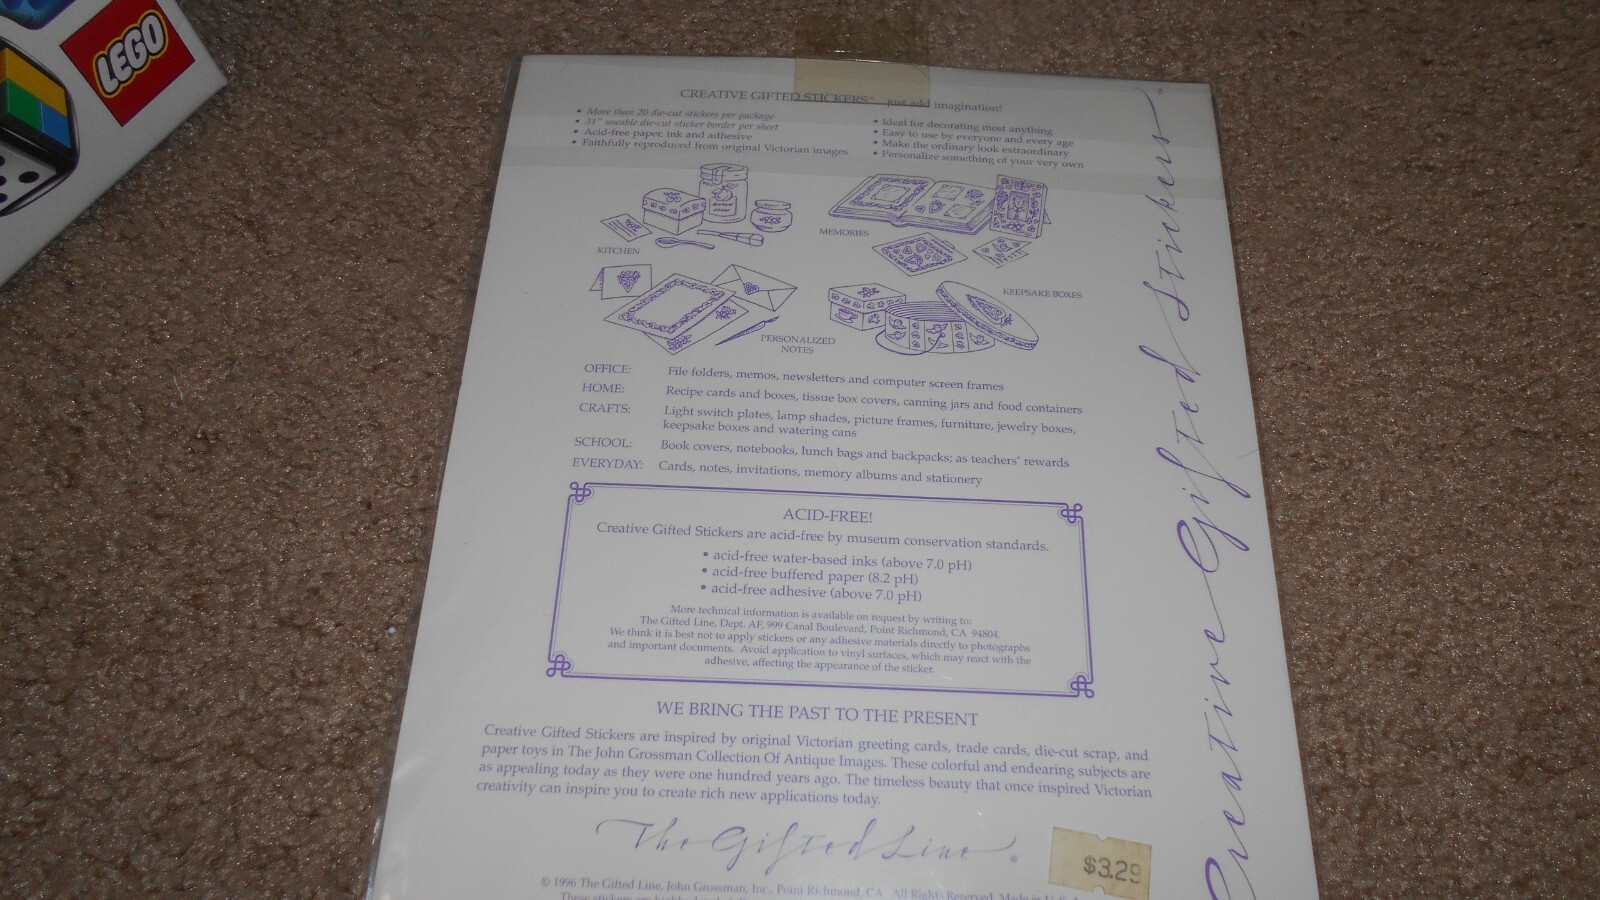 LEGO
CREATIVE GIFTED STICKERS™ Just add imagination!
• More than 20 die-cut stickers per package
• 31" useable die-cut sticker border per sheet
• Acid-free paper, ink and adhesive
• Faithfully reproduced from original Victorian images
• Ideal for decorating most anything
• Easy to use by everyone and every age
• Make the ordinary look extraordinary
• Personalize something of your very own
KITCHEN
MEMORIES
PERSONALIZED
NOTES
KEEPSAKE BOXES
OFFICE: File folders, memos, newsletters and computer screen frames
HOME: Recipe cards and boxes, tissue box covers, canning jars and food containers
CRAFTS: Light switch plates, lamp shades, picture frames, furniture, jewelry boxes,
keepsake boxes and watering cans
SCHOOL: Book covers, notebooks, lunch bags and backpacks; as teachers' rewards
EVERYDAY: Cards, notes, invitations, memory albums and stationery
ACID-FREE!
Creative Gifted Stickers are acid-free by museum conservation standards.
• acid-free water-based inks (above 7.0 pH)
• acid-free buffered paper (8.2 pH)
• acid-free adhesive (above 7.0 pH)
More technical information is available on request by writing to:
The Gifted Line, Dept. AF, 999 Canal Boulevard, Point Richmond, CA 94804.
We think it is best not to apply stickers or any adhesive materials directly to photographs
and important documents. Avoid application to vinyl surfaces, which may react with the
adhesive, affecting the appearance of the sticker.
WE BRING THE PAST TO THE PRESENT
Creative Gifted Stickers are inspired by original Victorian greeting cards, trade cards, die-cut scrap, and
paper toys in The John Grossman Collection Of Antique Images. These colorful and endearing subjects are
as appealing today as they were one hundred years ago. The timeless beauty that once inspired Victorian
creativity can inspire you to create rich new applications today.
The Gifted Line®
$3.29
© 1996 The Gifted Line, John Grossman, Inc., Point Richmond, CA All Rights Reserved. Made in U.S.A.
These stickers are highly
Creative Gifted Stickers